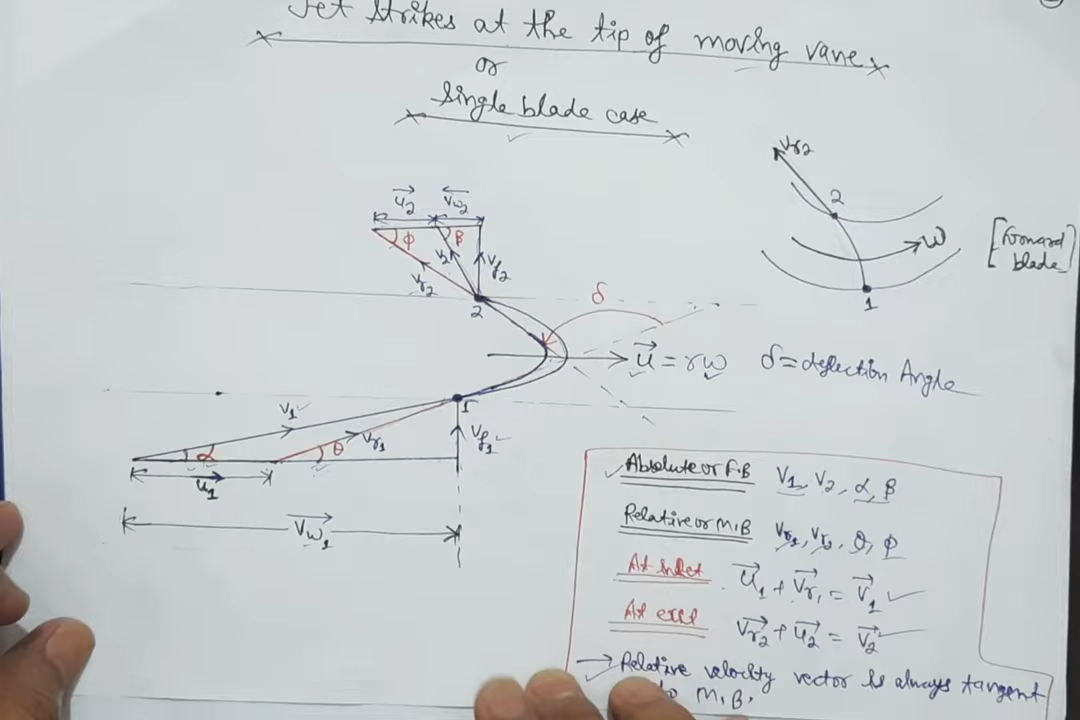 Jet strikes at the tip of moving vane
or
Single blade case
Vr2
2
ω
[Forward
blade]
1
u2 Vw2
ϕ β
V2 Vf2
Vr2
2
δ
u = rω δ = deflection Angle
1
V1
α θ Vr1 Vf1
u1
Vw1
Absolute or F.B V1, V2, α, β
Relative or M.B Vr1, Vr2, θ, ϕ
At inlet u1 + Vr1 = V1
At exit Vr2 + u2 = V2
→ Relative velocity vector is always tangent
to M.B.